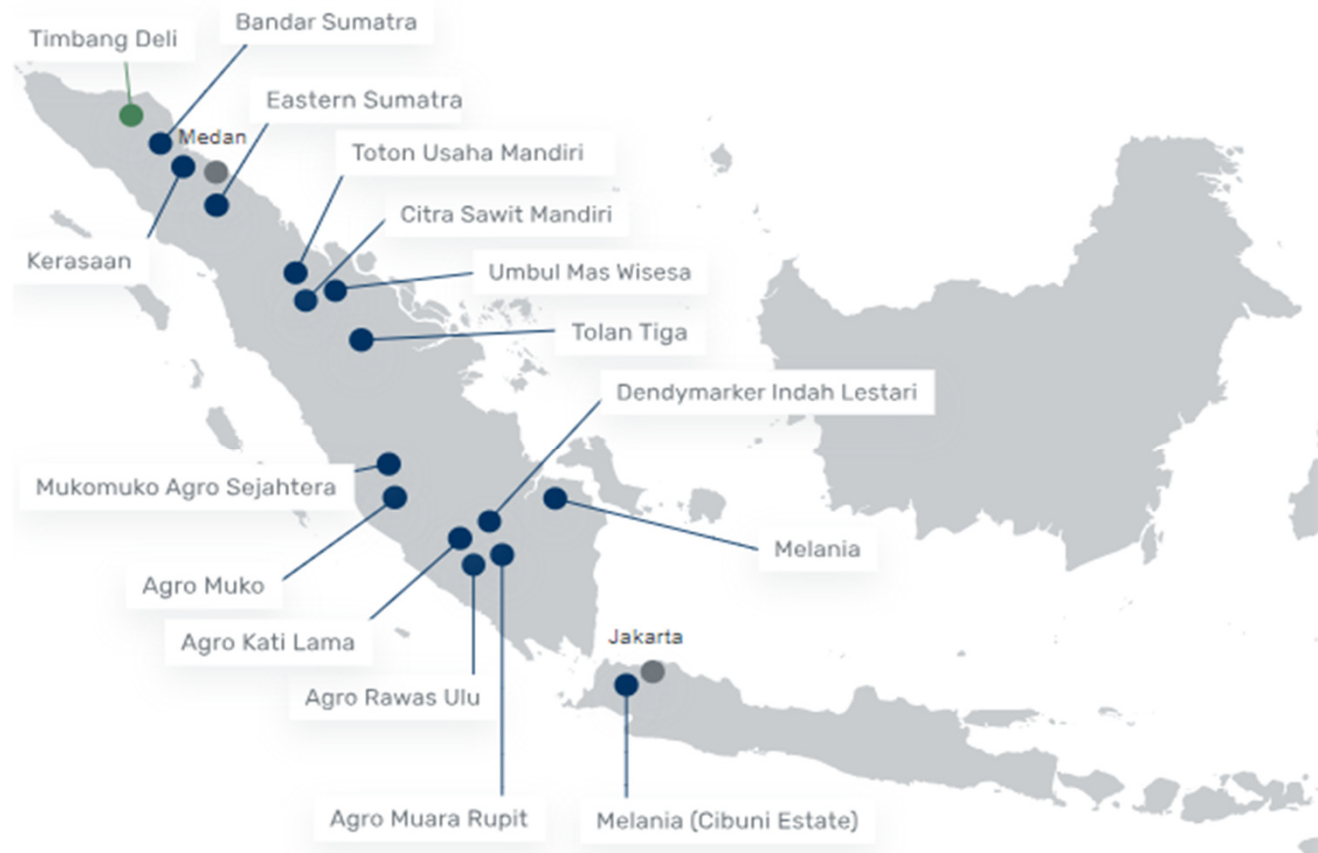 Bandar Sumatra
Timbang Deli
Eastern Sumatra
Medan
Toton Usaha Mandiri
Citra Sawit Mandiri
Kerasaan
Umbul Mas Wisesa
Tolan Tiga
Dendymarker Indah Lestari
Mukomuko Agro Sejahtera
Melania
Agro Muko
Jakarta
Agro Kati Lama
Agro Rawas Ulu
Agro Muara Rupit
Melania (Cibuni Estate)